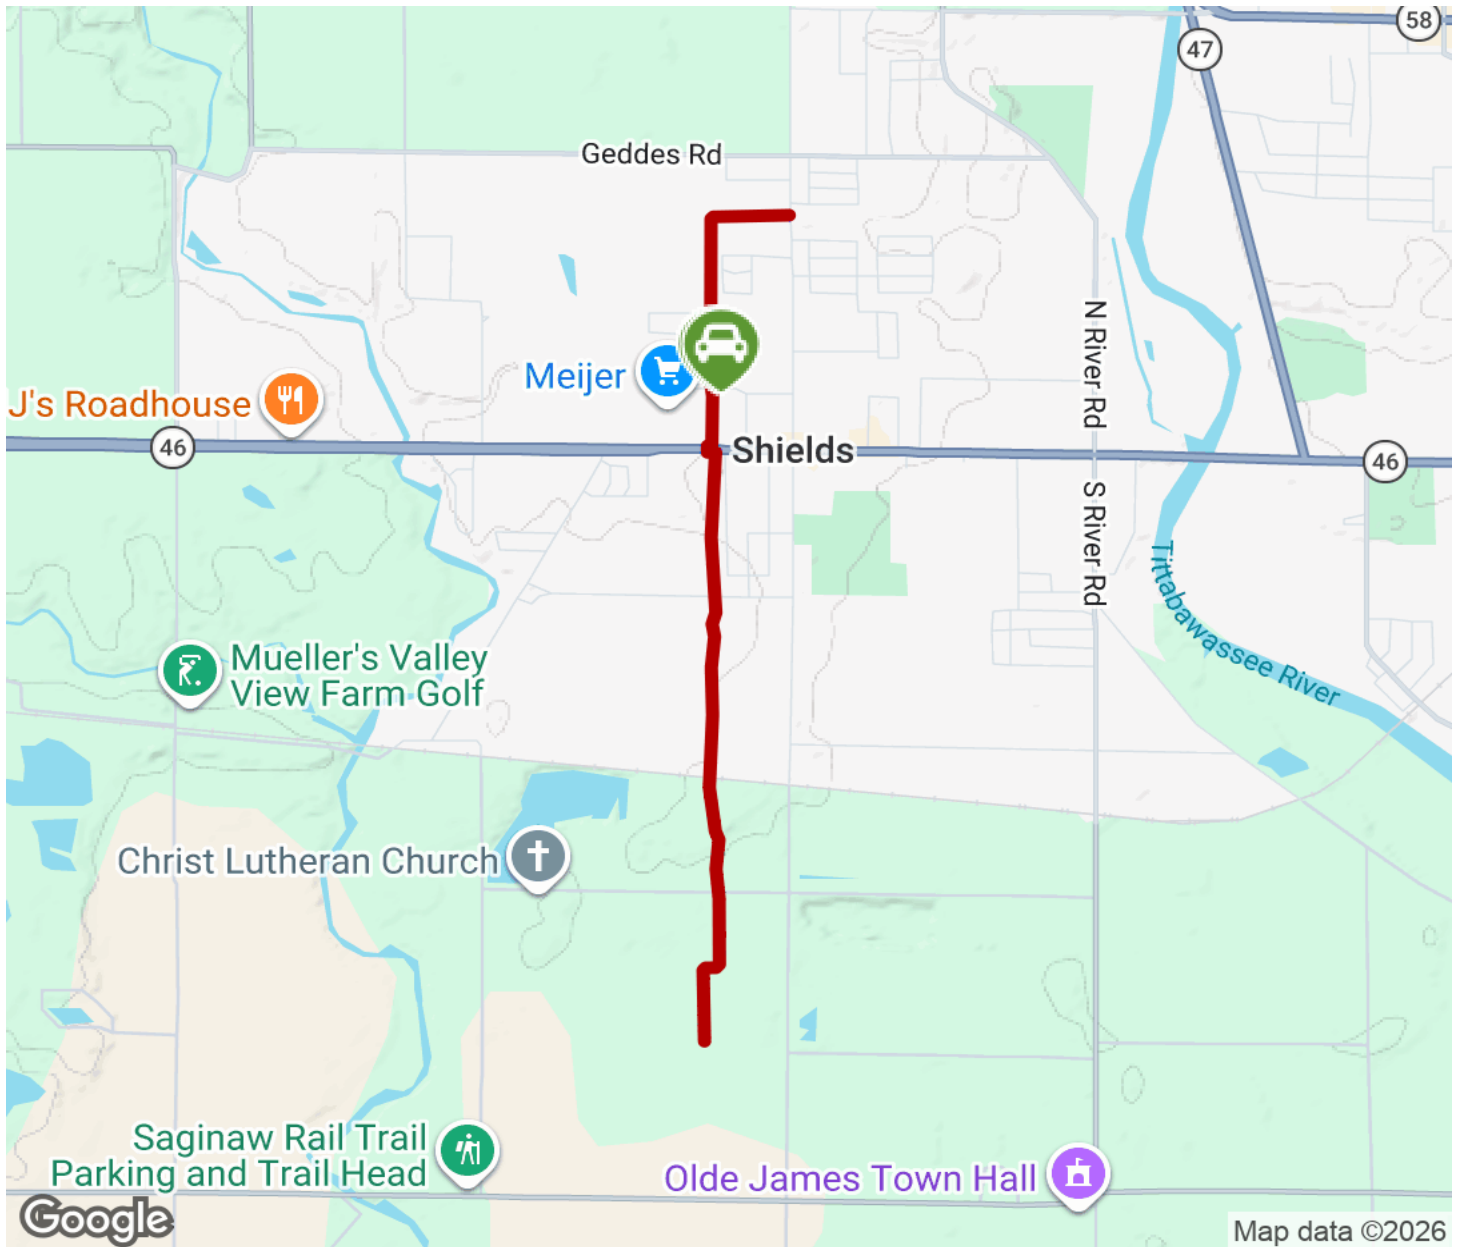 58
47
Geddes Rd
N River Rd
Meijer
J's Roadhouse
46
Shields
46
S River Rd
Tittabawassee River
Mueller's Valley
View Farm Golf
Christ Lutheran Church
Saginaw Rail Trail
Parking and Trail Head
Olde James Town Hall
Google
Map data ©2026